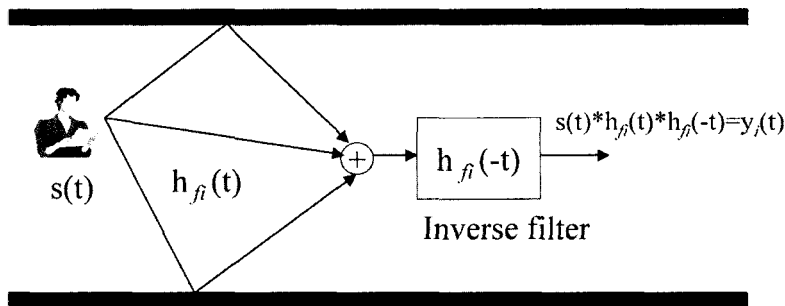 s(t)*h_fi(t)*h_fi(-t)=y_i(t)
h_fi(-t)
+
s(t)
h_fi(t)
Inverse filter